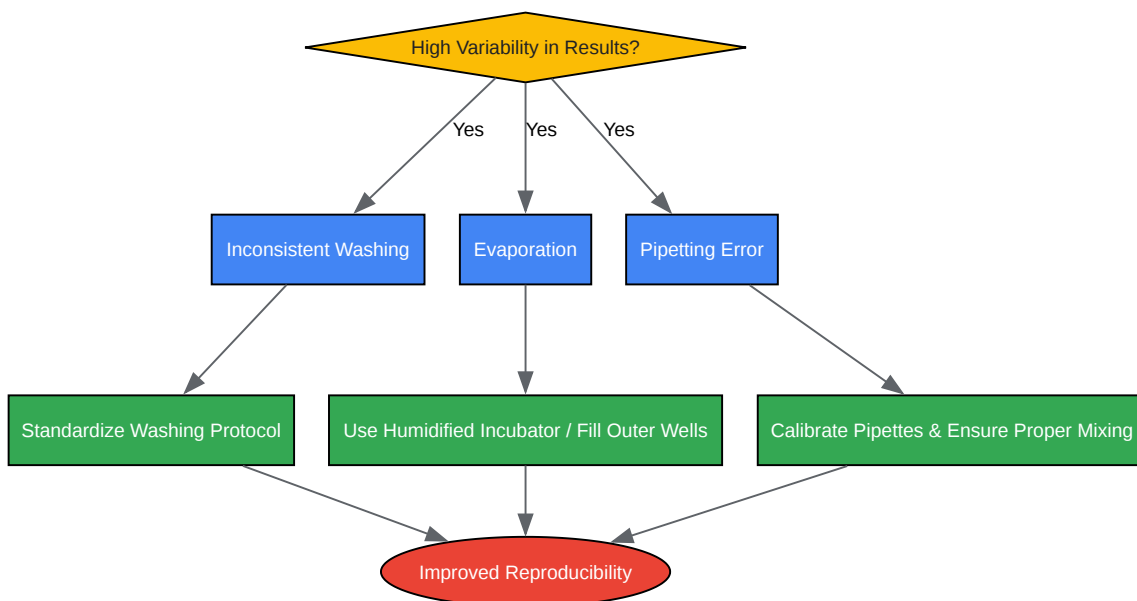 High Variability in Results?
Yes
Yes
Yes
Inconsistent Washing
Evaporation
Pipetting Error
Standardize Washing Protocol
Use Humidified Incubator / Fill Outer Wells
Calibrate Pipettes & Ensure Proper Mixing
Improved Reproducibility